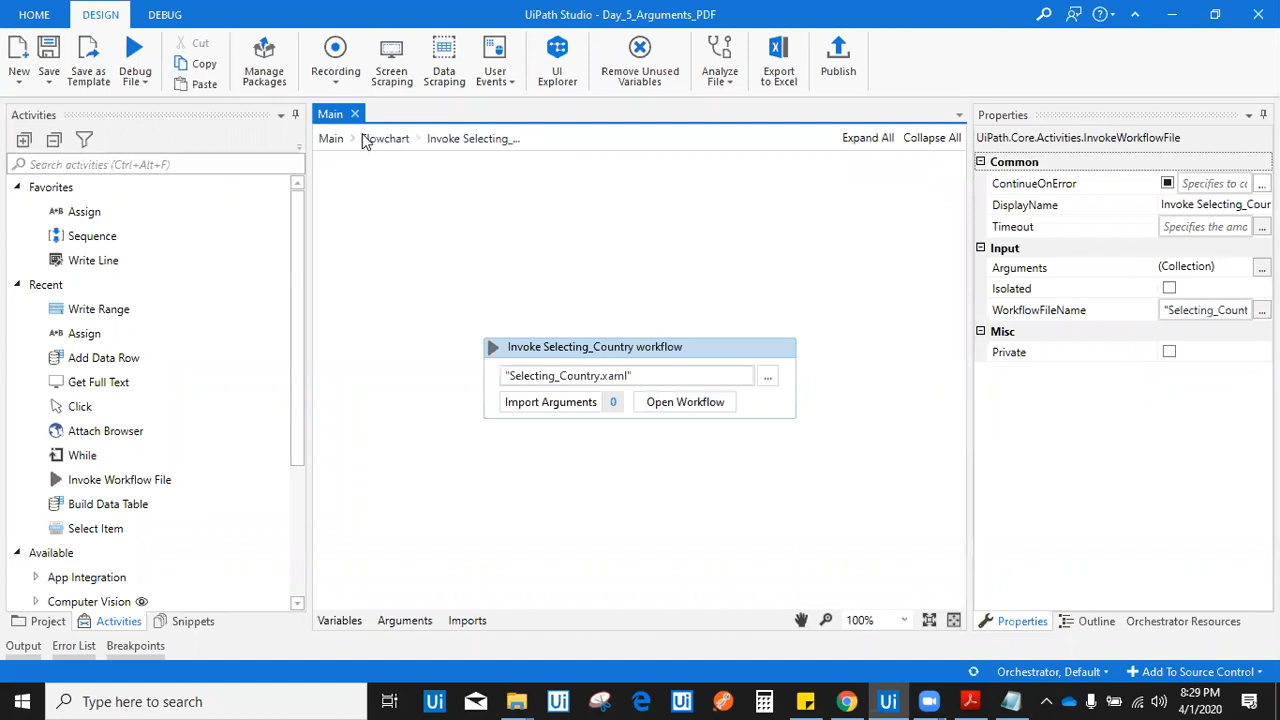 HOME DESIGN DEBUG UiPath Studio - Day_5_Arguments_PDF
New Save Save as Template Debug File Cut Copy Paste Manage Packages Recording Screen Scraping Data Scraping User Events UI Explorer Remove Unused Variables Analyze File Export to Excel Publish
Activities
Search activities (Ctrl+Alt+F)
Favorites
Assign
Sequence
Write Line
Recent
Write Range
Assign
Add Data Row
Get Full Text
Click
Attach Browser
While
Invoke Workflow File
Build Data Table
Select Item
Available
App Integration
Computer Vision
Project Activities Snippets
Main
Main Flowchart Invoke Selecting_... Expand All Collapse All
Invoke Selecting_Country workflow
"Selecting_Country.xaml" ...
Import Arguments 0 Open Workflow
Variables Arguments Imports 100%
Properties
UiPath.Core.Activities.InvokeWorkflowFile
Common
ContinueOnError Specifies to co ...
DisplayName Invoke Selecting_Cour
Timeout Specifies the amo ...
Input
Arguments (Collection) ...
Isolated
WorkflowFileName "Selecting_Count ...
Misc
Private
Properties Outline Orchestrator Resources
Output Error List Breakpoints
Orchestrator, Default Add To Source Control
Type here to search
8:29 PM
4/1/2020